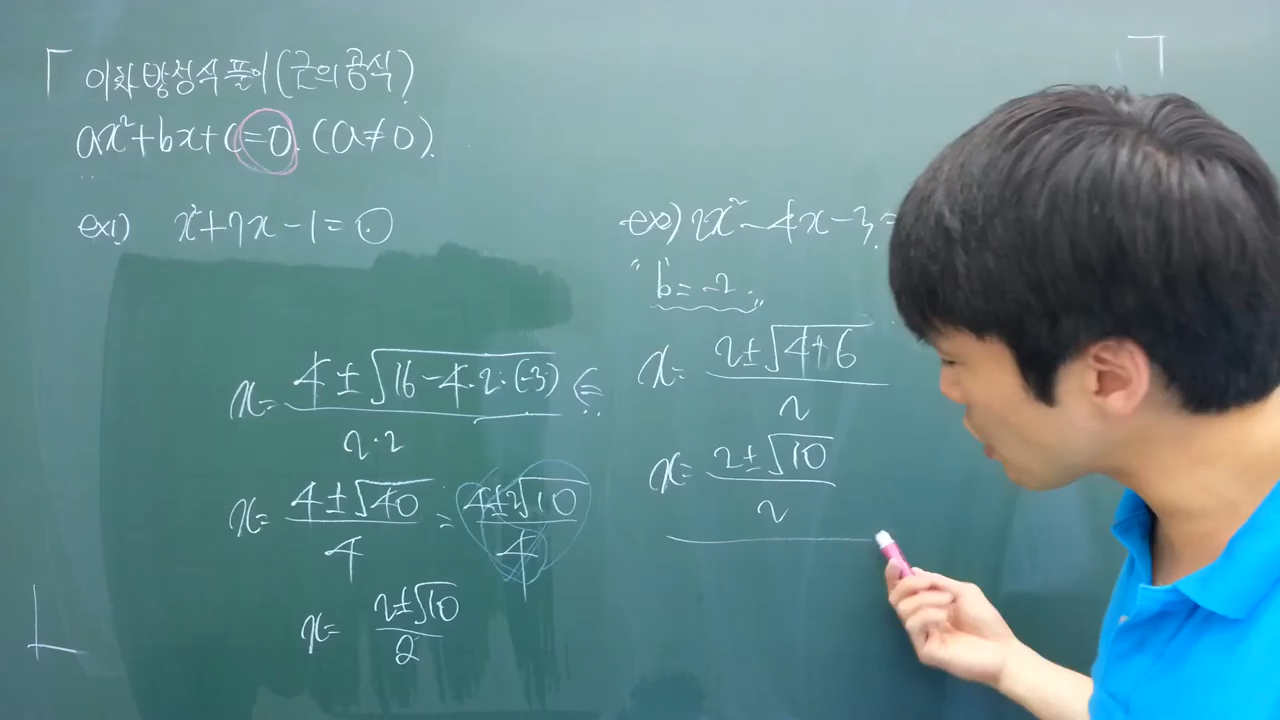 이차방정식 풀이(근의 공식)
ax²+bx+c=0. (a≠0).
ex1) x²+7x-1=0
x= 4±√16-4·2·(-3) / 2·2
x= 4±√40 / 4 = 4±2√10 / 4
x= 2±√10 / 2
ex2) 2x²-4x-3=
"b'=-2."
x= 2±√4+6 / 2
x= 2±√10 / 2